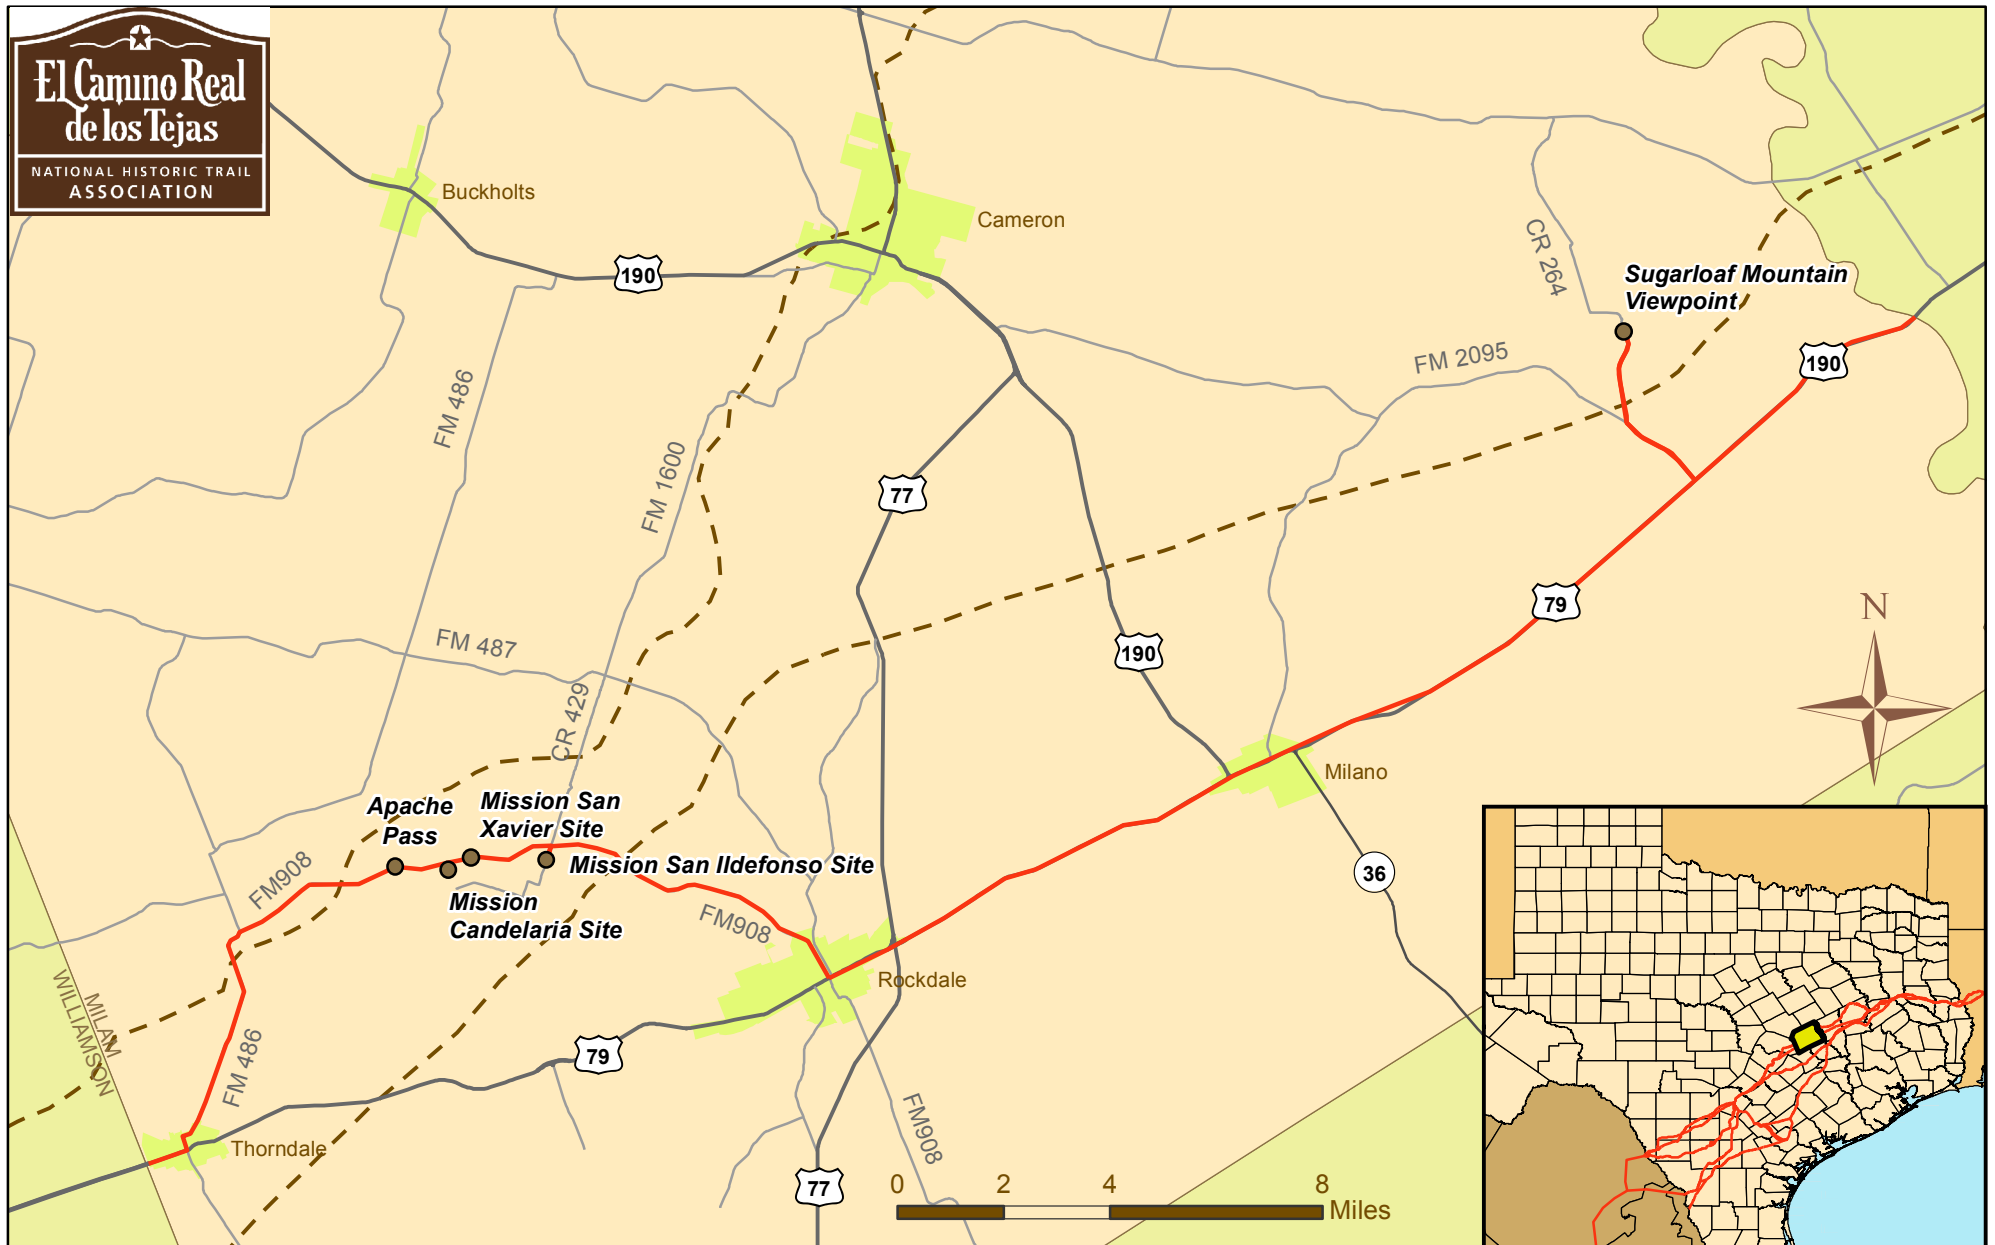 El Camino Real
de los Tejas
NATIONAL HISTORIC TRAIL
ASSOCIATION
Buckholts
Cameron
190
CR 264
Sugarloaf Mountain
Viewpoint
190
FM 2095
FM 486
FM 1600
77
79
N
190
FM 487
CR 429
Milano
Apache
Pass
Mission San
Xavier Site
Mission San Ildefonso Site
36
FM908
Mission
Candelaria Site
FM908
Rockdale
MILAM
WILLIAMSON
FM 486
79
Thorndale
FM908
77
0 2 4 8
Miles